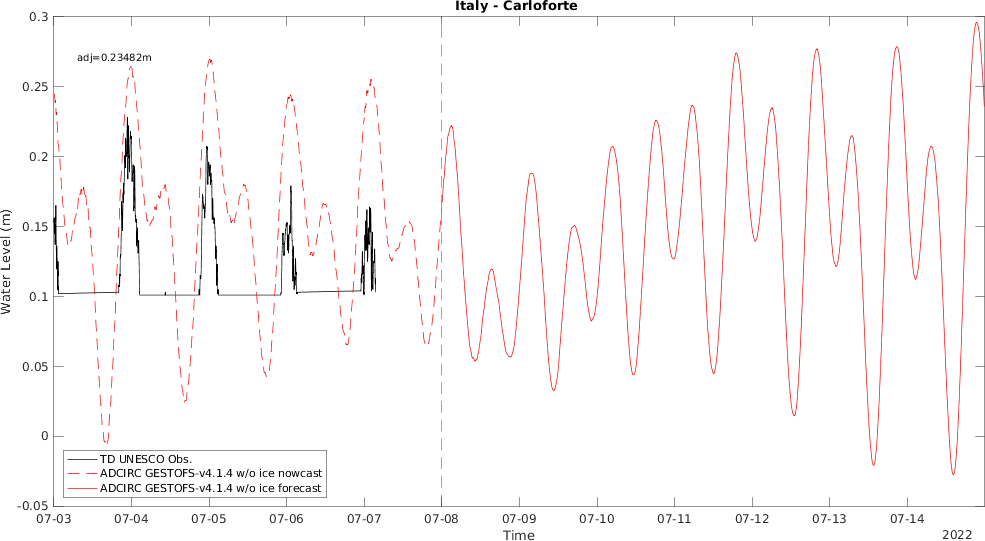 Italy - Carloforte
adj=0.23482m
0.3
0.25
0.2
0.15
0.1
0.05
0
-0.05
Water Level (m)
TD UNESCO Obs.
ADCIRC GESTOFS-v4.1.4 w/o ice nowcast
ADCIRC GESTOFS-v4.1.4 w/o ice forecast
07-03 07-04 07-05 07-06 07-07 07-08 07-09 07-10 07-11 07-12 07-13 07-14
Time
2022